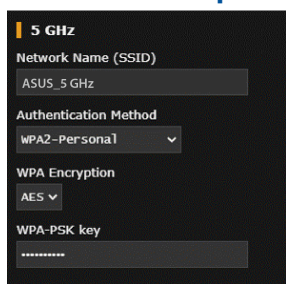 5 GHz
Network Name (SSID)
ASUS_5 GHz
Authentication Method
WPA2-Personal
WPA Encryption
AES
WPA-PSK key
••••••••••